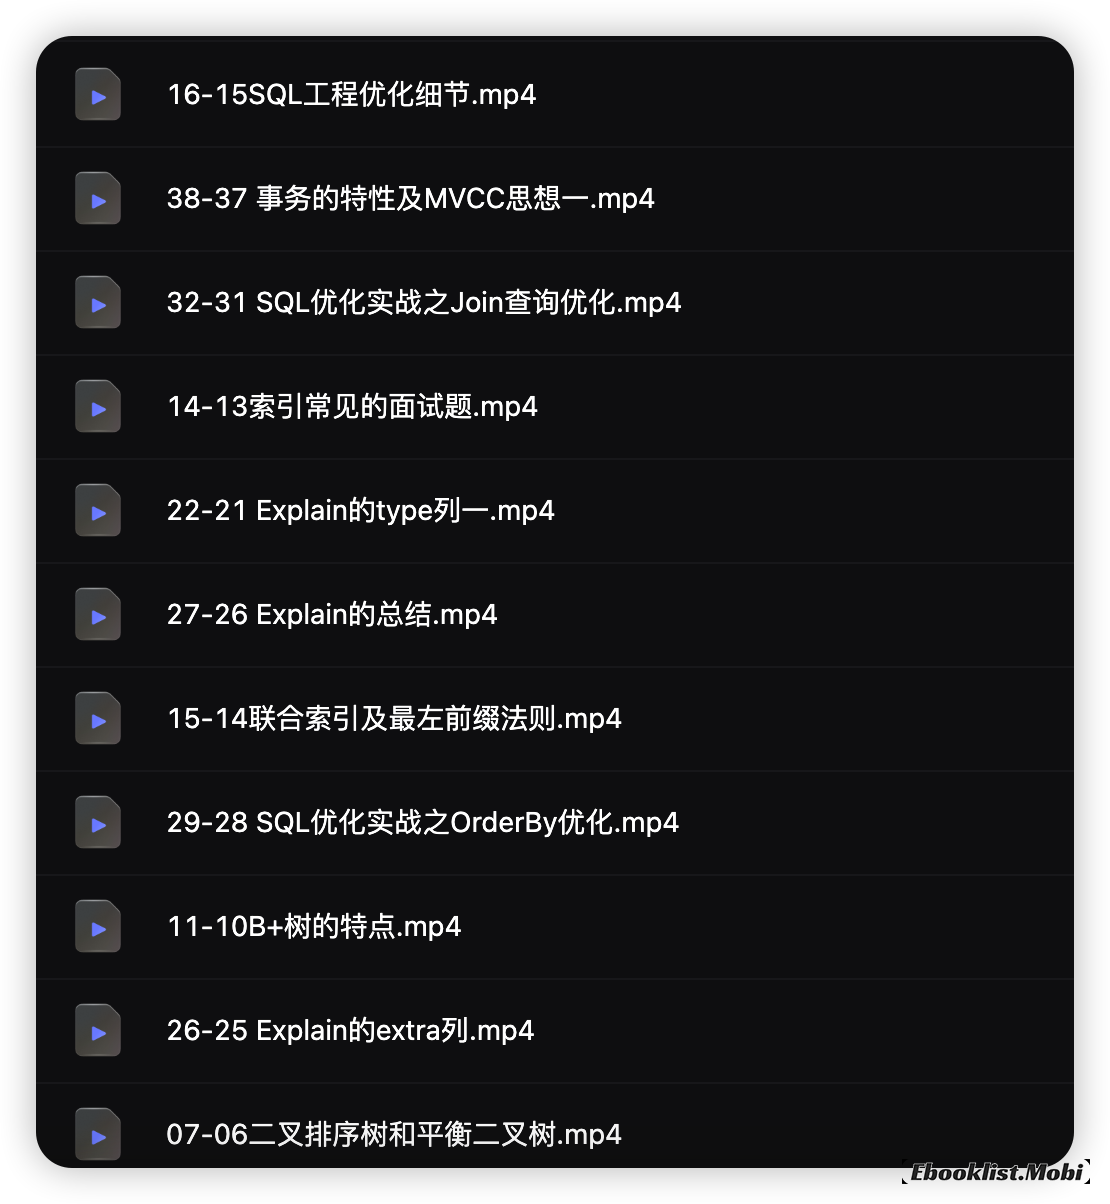 16-15SQL工程优化细节.mp4
38-37 事务的特性及MVCC思想一.mp4
32-31 SQL优化实战之Join查询优化.mp4
14-13索引常见的面试题.mp4
22-21 Explain的type列一.mp4
27-26 Explain的总结.mp4
15-14联合索引及最左前缀法则.mp4
29-28 SQL优化实战之OrderBy优化.mp4
11-10B+树的特点.mp4
26-25 Explain的extra列.mp4
07-06二叉排序树和平衡二叉树.mp4
Ebooklist.Mobi